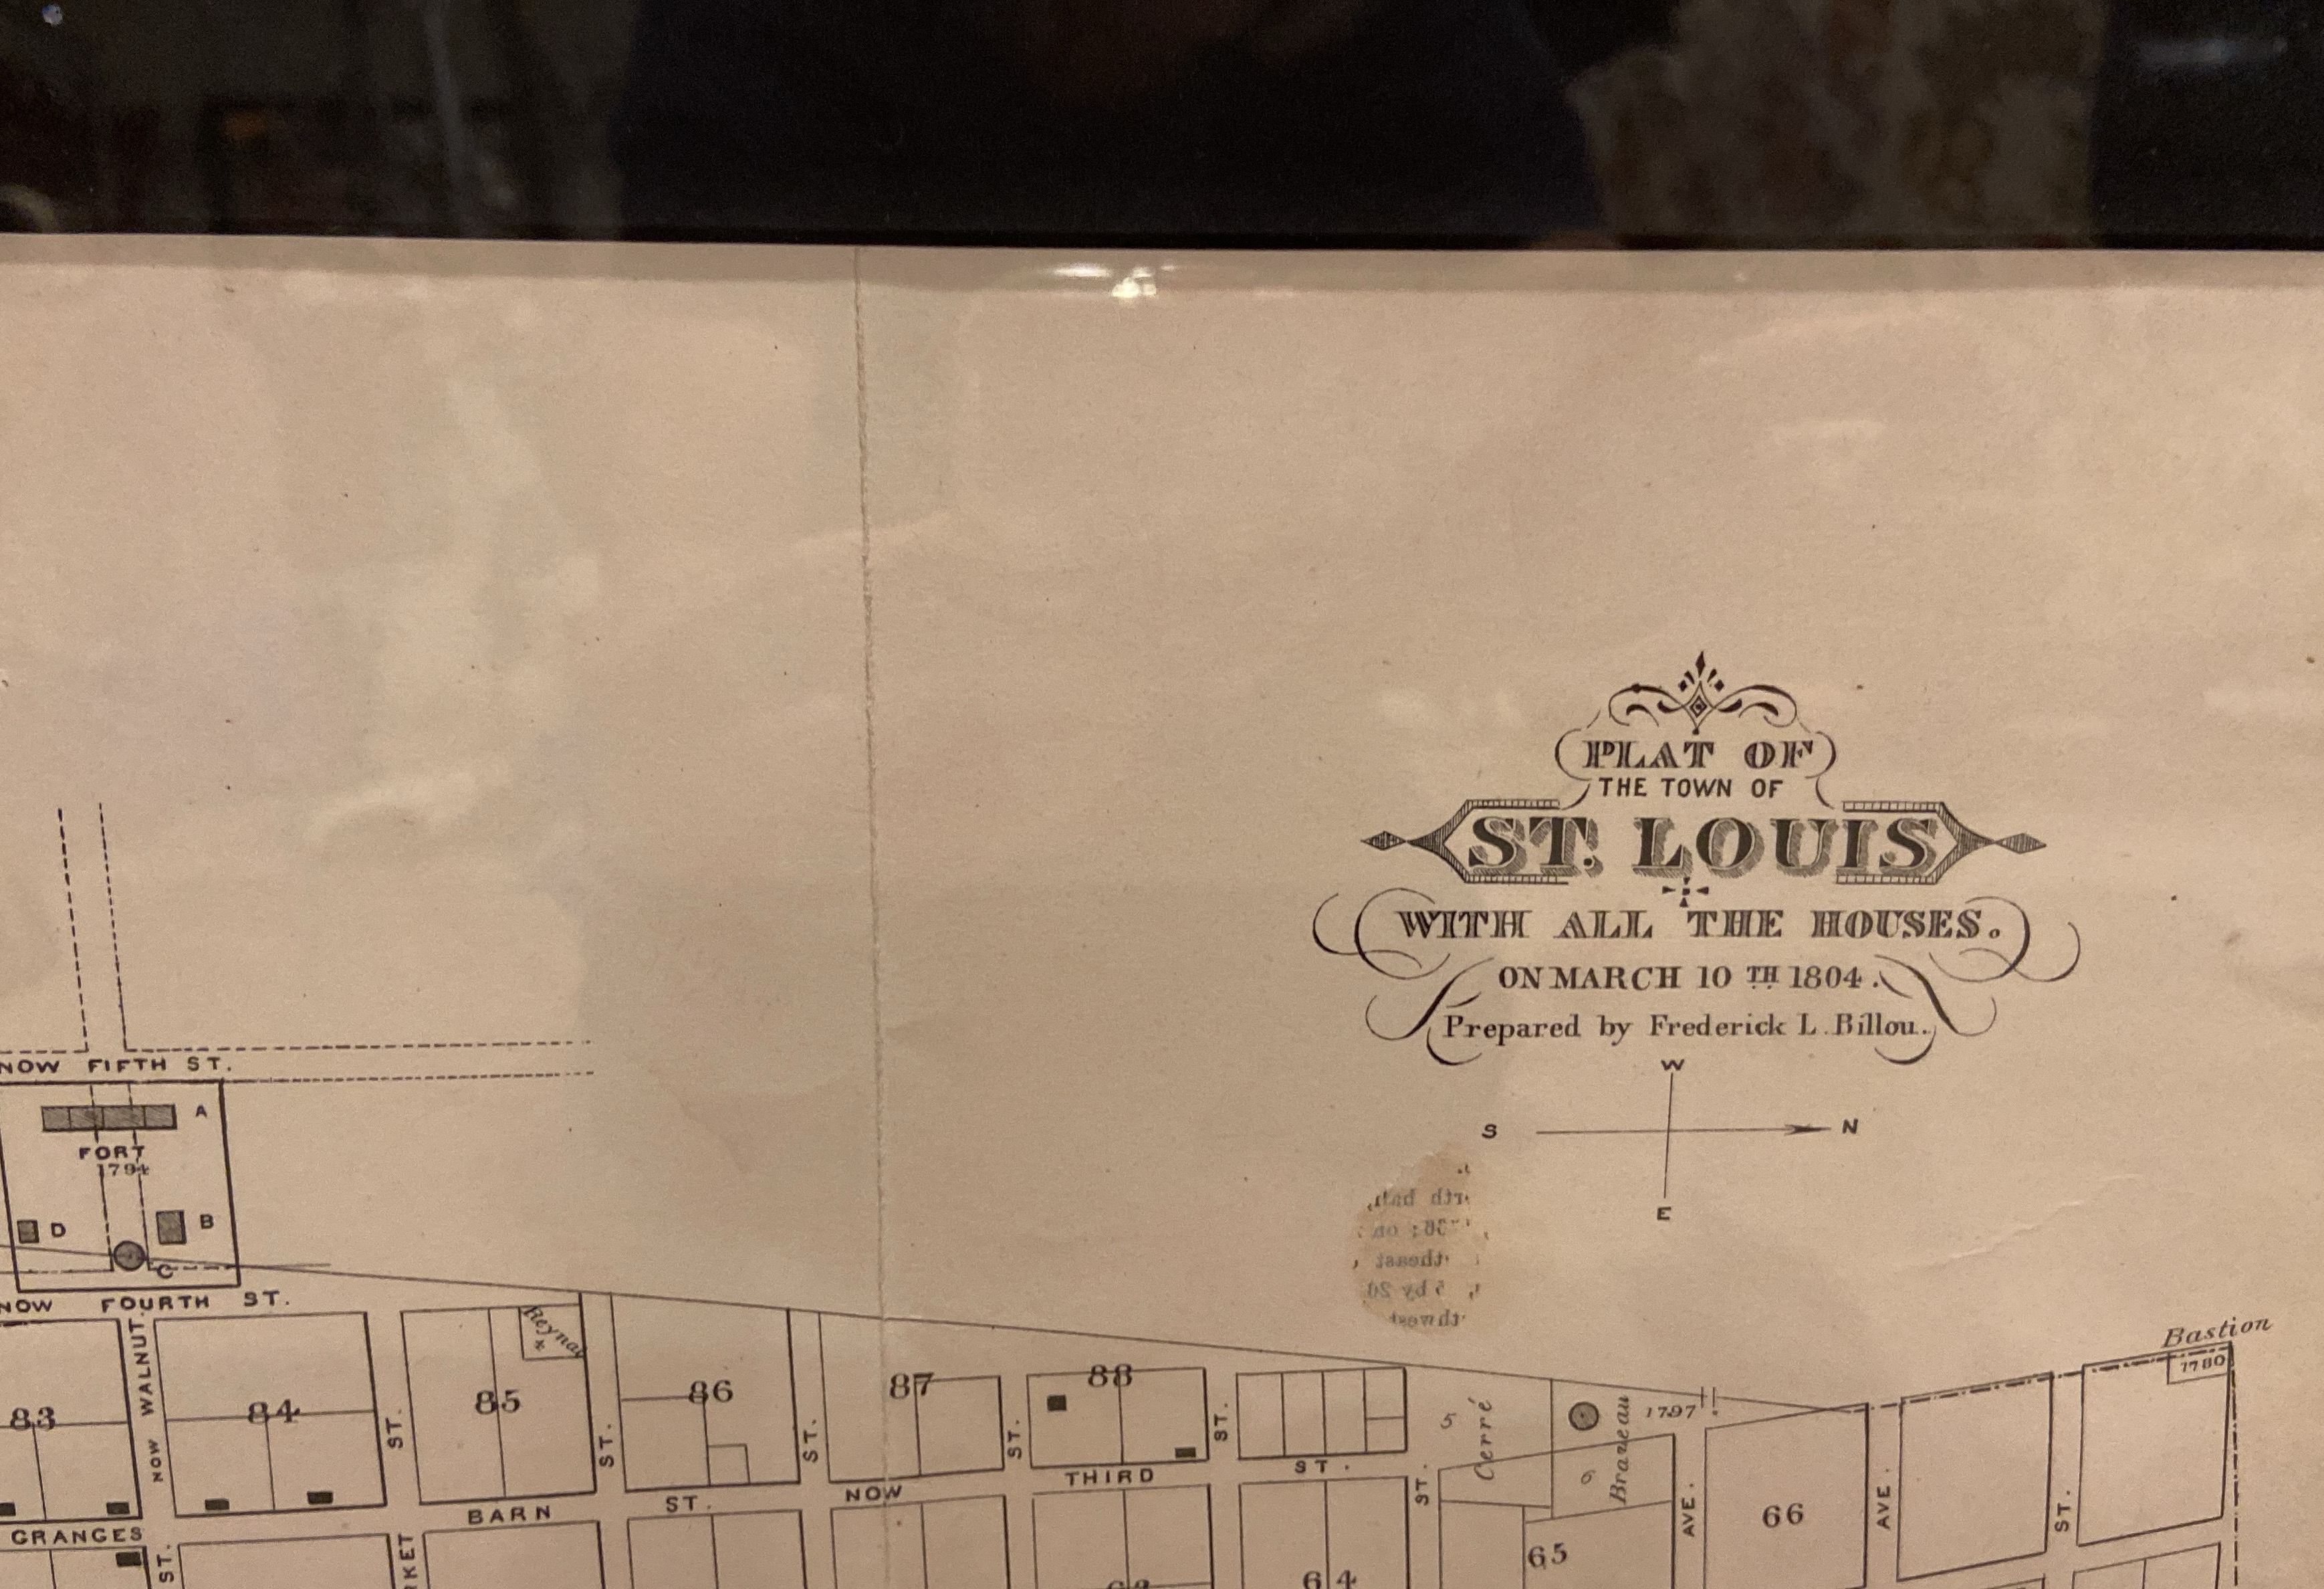 PLAT OF
THE TOWN OF
ST. LOUIS
WITH ALL THE HOUSES.
ON MARCH 10 TH 1804.
Prepared by Frederick L. Billou.
W
S N
E
NOW FIFTH ST.
A
FORT
1794
D B
C
NOW FOURTH ST.
NOW WALNUT.
ST.
83
84
ST.
85
ST.
86
ST.
87
ST.
88
ST.
5
Cerré
6
Brazeau
1797
Bastion
1780
ST.
65
AVE.
66
AVE.
ST.
GRANGES
BARN ST. NOW THIRD ST.
64